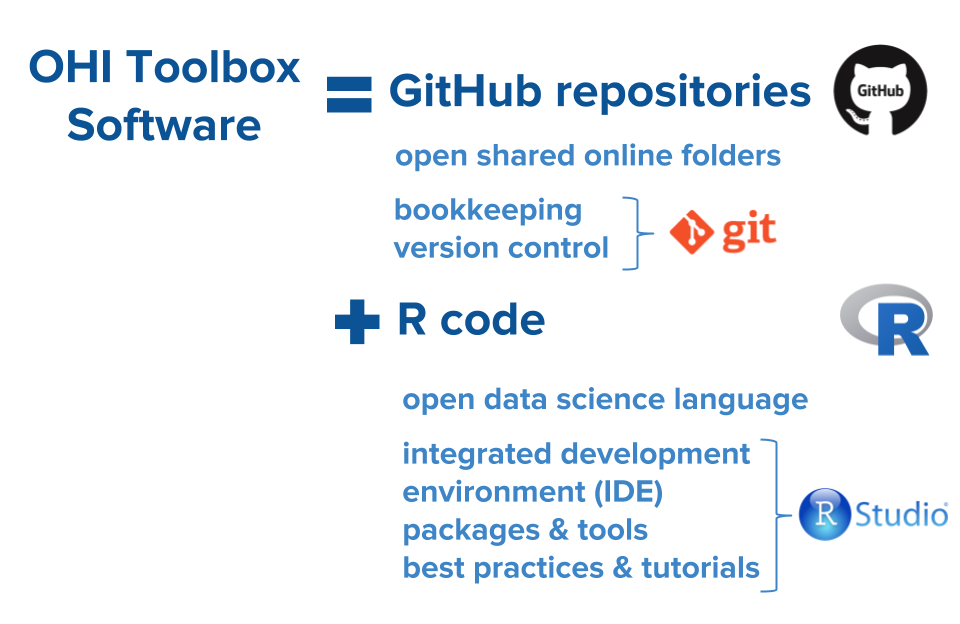 OHI Toolbox
Software
= GitHub repositories
GitHub
open shared online folders
bookkeeping
version control
git
+ R code
R
open data science language
integrated development
environment (IDE)
packages & tools
best practices & tutorials
R Studio